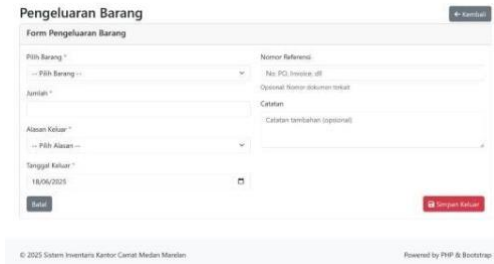 Pengeluaran Barang
← Kembali
Form Pengeluaran Barang
Pilih Barang *
-- Pilih Barang --
Jumlah *
Alasan Keluar *
-- Pilih Alasan --
Tanggal Keluar *
18/06/2025
Batal
Nomor Referensi
No. PO, Invoice, dll
Opsional: Nomor dokumen terkait
Catatan
Catatan tambahan (opsional)
Simpan Keluar
© 2025 Sistem Inventaris Kantor Camat Medan Marelan
Powered by PHP & Bootstrap